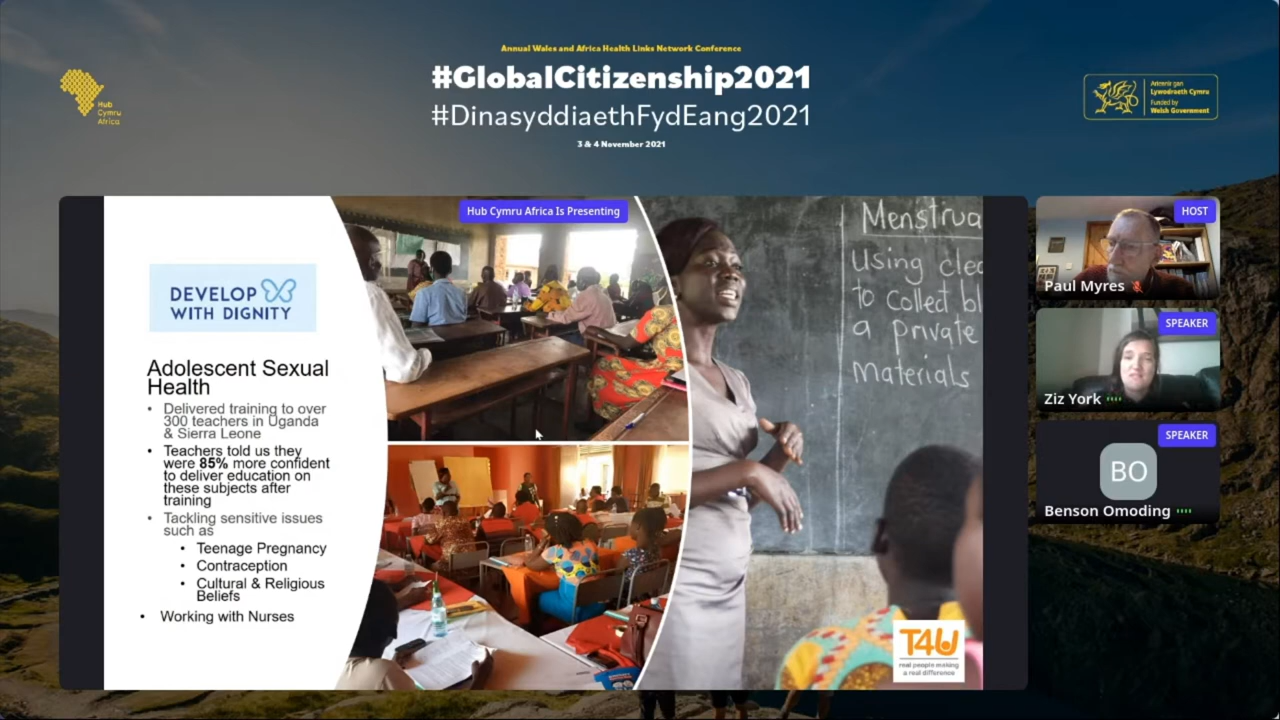 Annual Wales and Africa Health Links Network Conference
#GlobalCitizenship2021
#DinasyddiaethFydEang2021
3 & 4 November 2021
Hub
Cymru
Africa
Ariennir gan
Lywodraeth Cymru
Funded by
Welsh Government
Hub Cymru Africa Is Presenting
DEVELOP
WITH DIGNITY
Adolescent Sexual
Health
• Delivered training to over
300 teachers in Uganda
& Sierra Leone
• Teachers told us they
were 85% more confident
to deliver education on
these subjects after
training
• Tackling sensitive issues
such as
• Teenage Pregnancy
• Contraception
• Cultural & Religious
Beliefs
• Working with Nurses
Menstrua
Using clea
to collect bl
a private
materials
T4U
real people making
a real difference
HOST
Paul Myres
SPEAKER
Ziz York
SPEAKER
BO
Benson Omoding